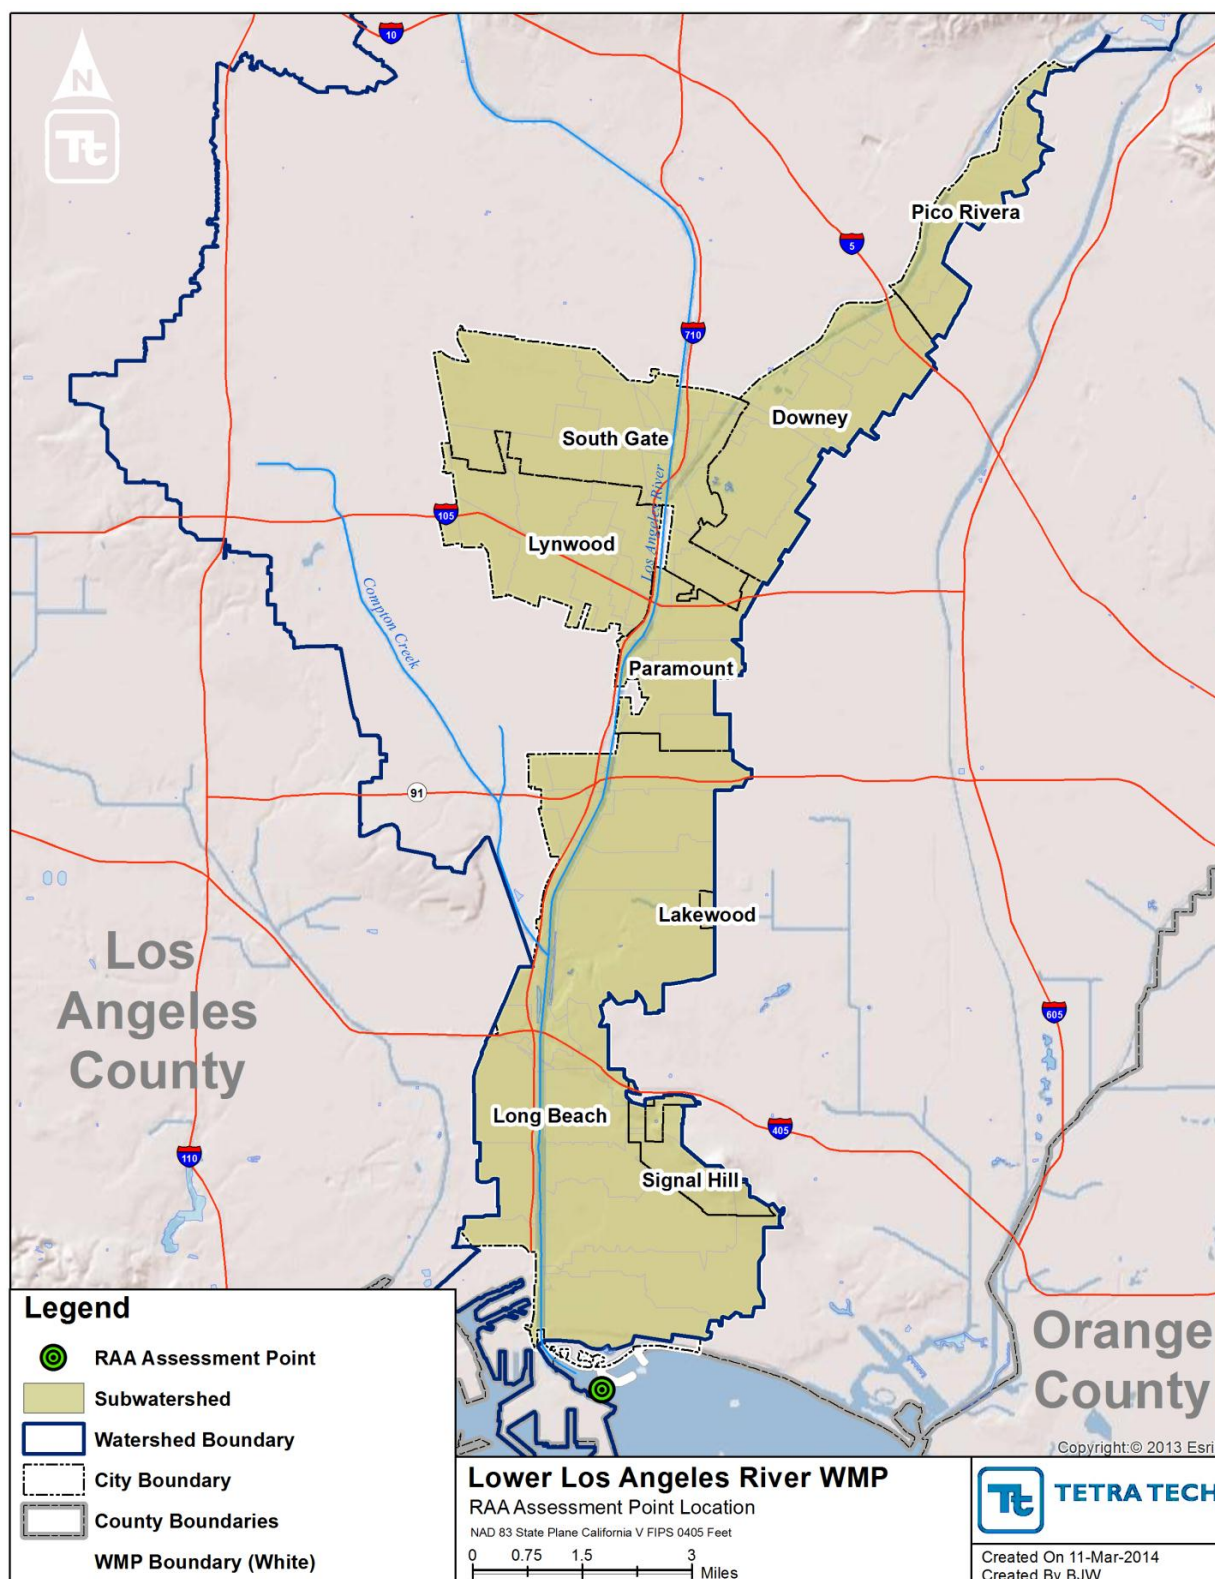 10
N
Tt
Pico Rivera
5
710
Downey
South Gate
Los Angeles River
105
Lynwood
Compton Creek
Paramount
91
Lakewood
Los
Angeles
County
605
Long Beach
405
110
Signal Hill
Orange
County
Copyright:© 2013 Esri
Legend
RAA Assessment Point
Subwatershed
Watershed Boundary
City Boundary
County Boundaries
WMP Boundary (White)
Lower Los Angeles River WMP
RAA Assessment Point Location
NAD 83 State Plane California V FIPS 0405 Feet
0 0.75 1.5 3
Miles
Tt TETRA TECH
Created On 11-Mar-2014
Created By BJW